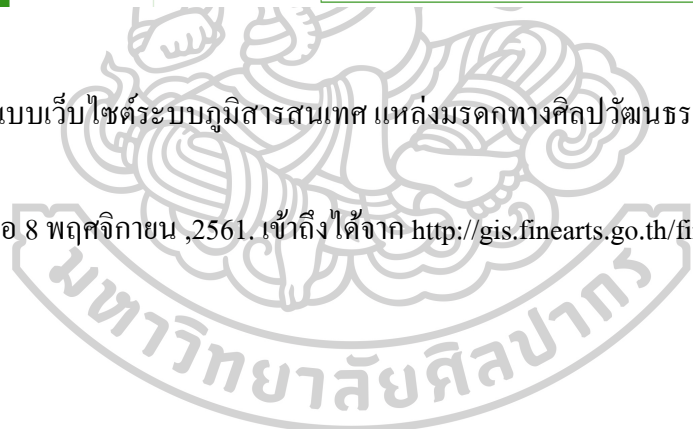 แบบเว็บไซต์ระบบภูมิสารสนเทศ แหล่งมรดกทางศิลปวัฒนธร
8 พฤศจิกายน ,2561. เข้าถึงได้จาก http://gis.finearts.go.th/fi
มหาวิทยาลัยศิลปากร